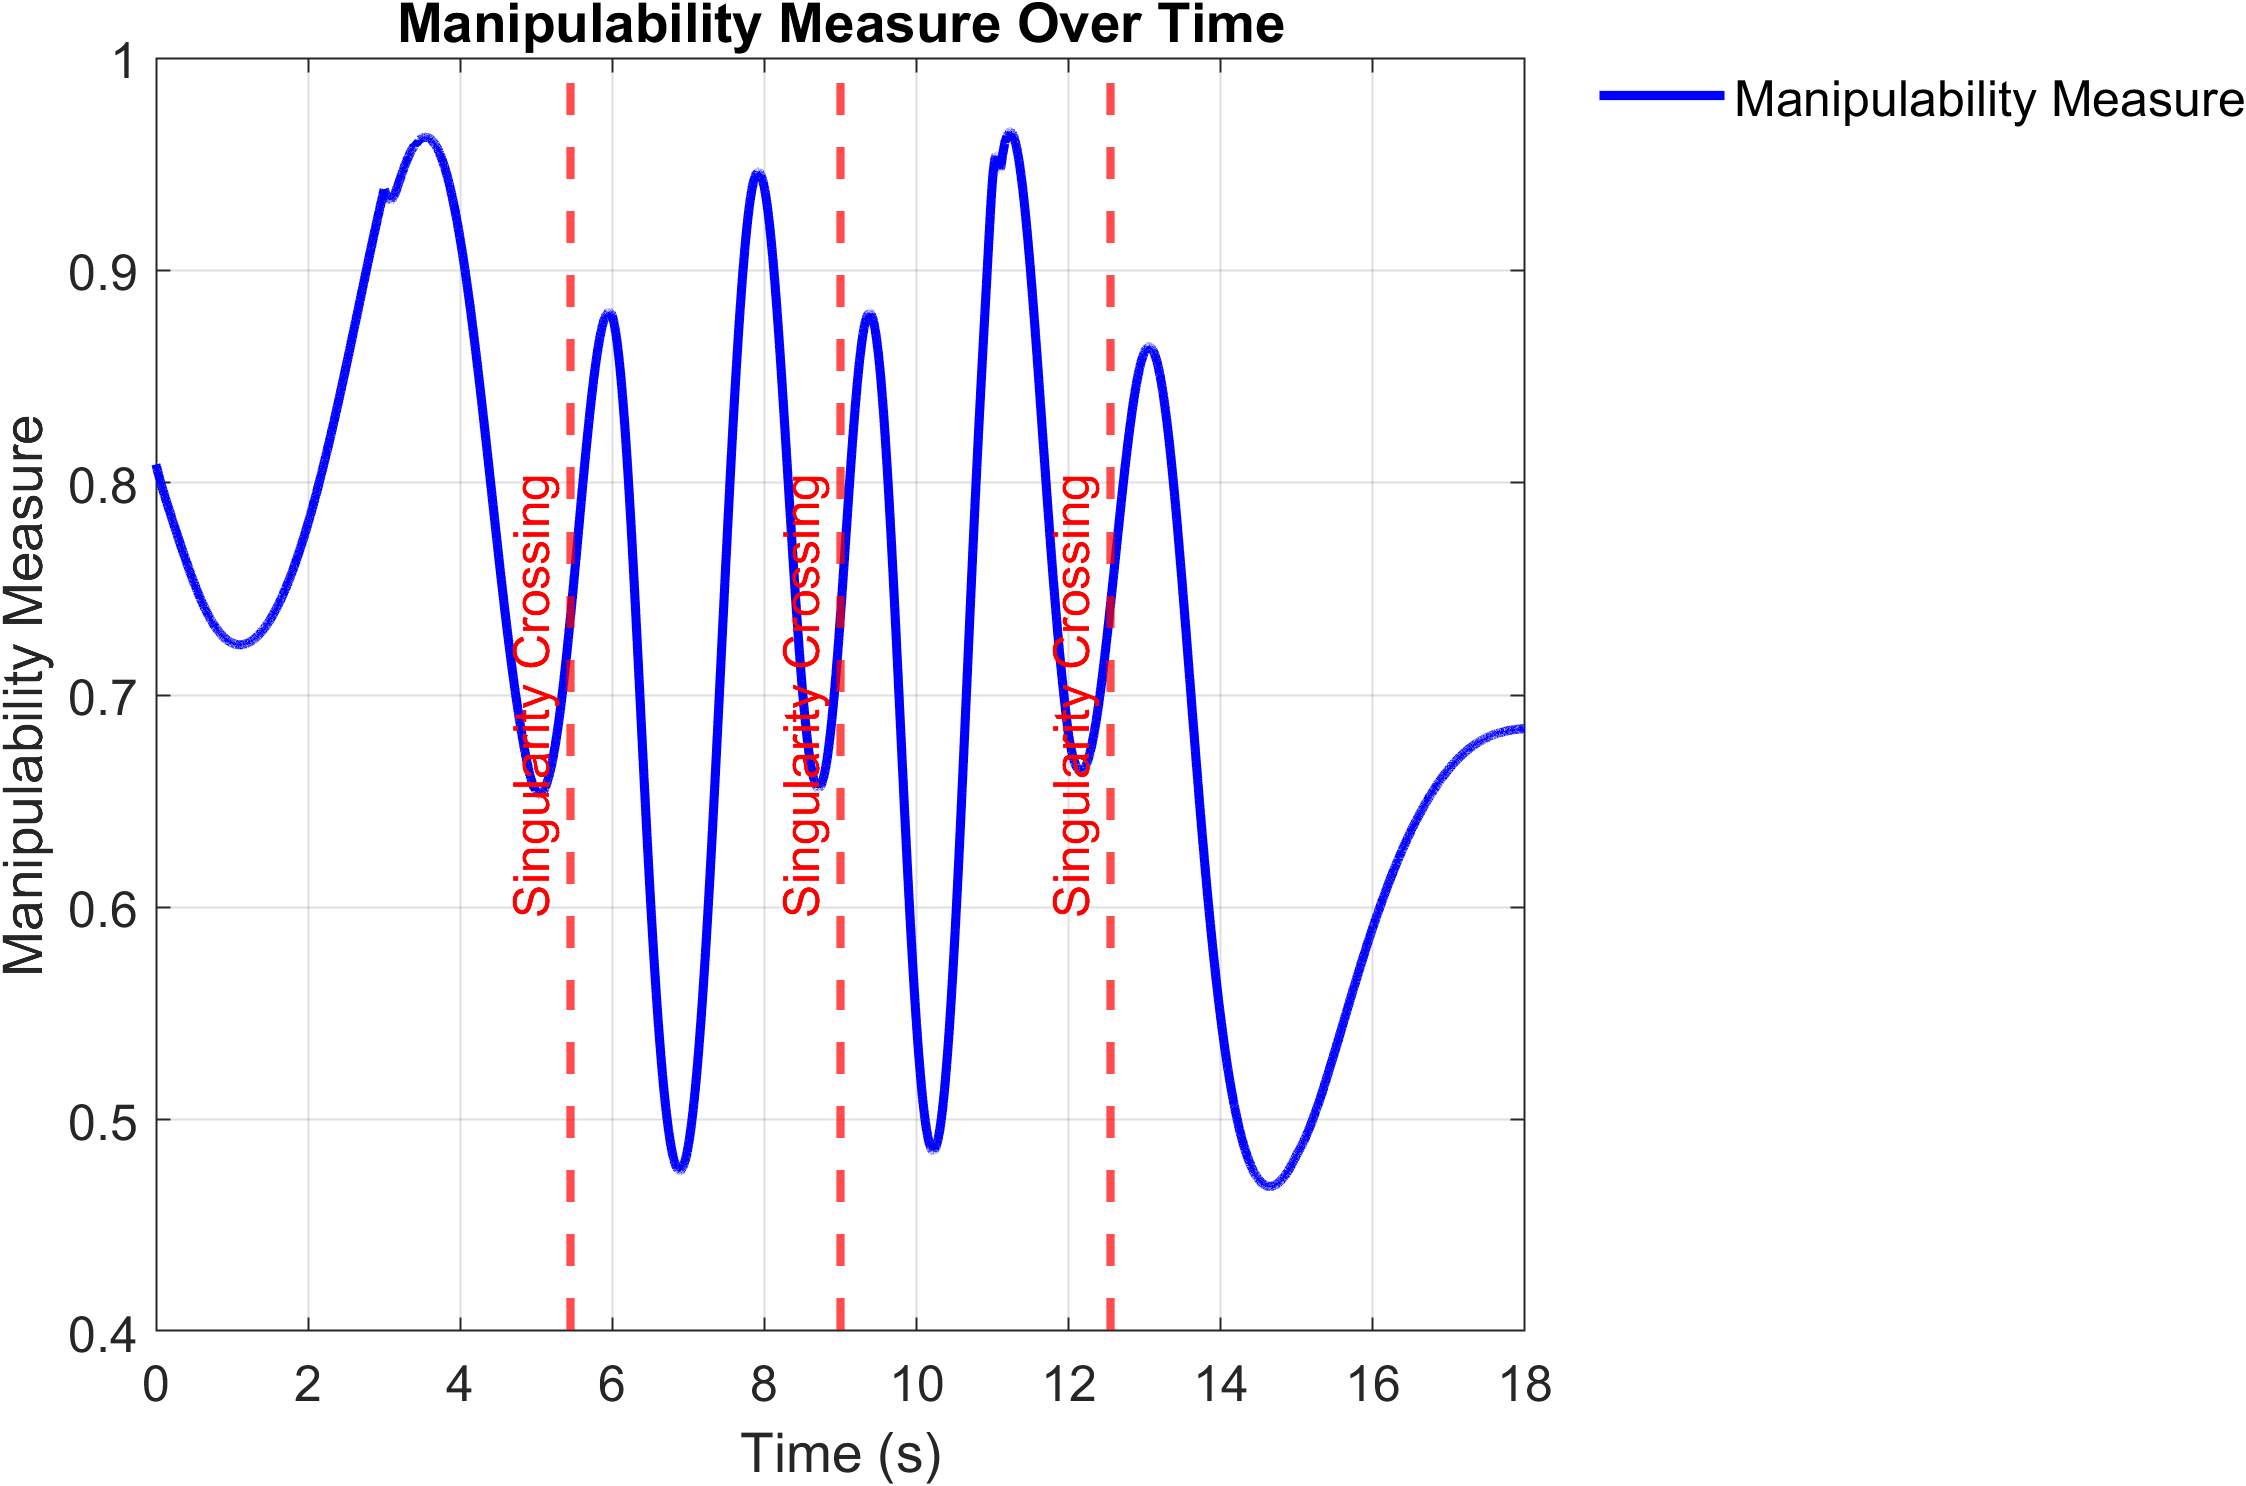 Manipulability Measure Over Time
Manipulability Measure
1
0.9
0.8
0.7
0.6
0.5
0.4
Manipulability Measure
Singularity Crossing
Singularity Crossing
Singularity Crossing
0 2 4 6 8 10 12 14 16 18
Time (s)